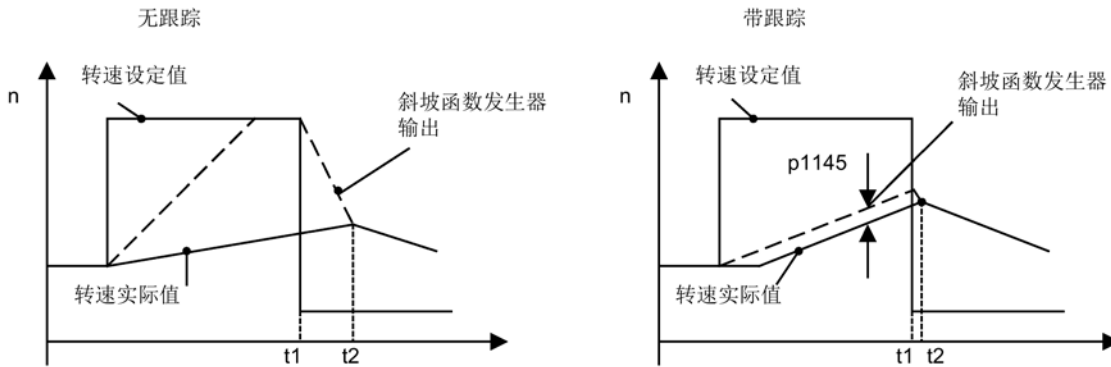 无跟踪
n
转速设定值
斜坡函数发生器
输出
转速实际值
t1
t2
带跟踪
n
转速设定值
斜坡函数发生器
输出
p1145
转速实际值
t1
t2